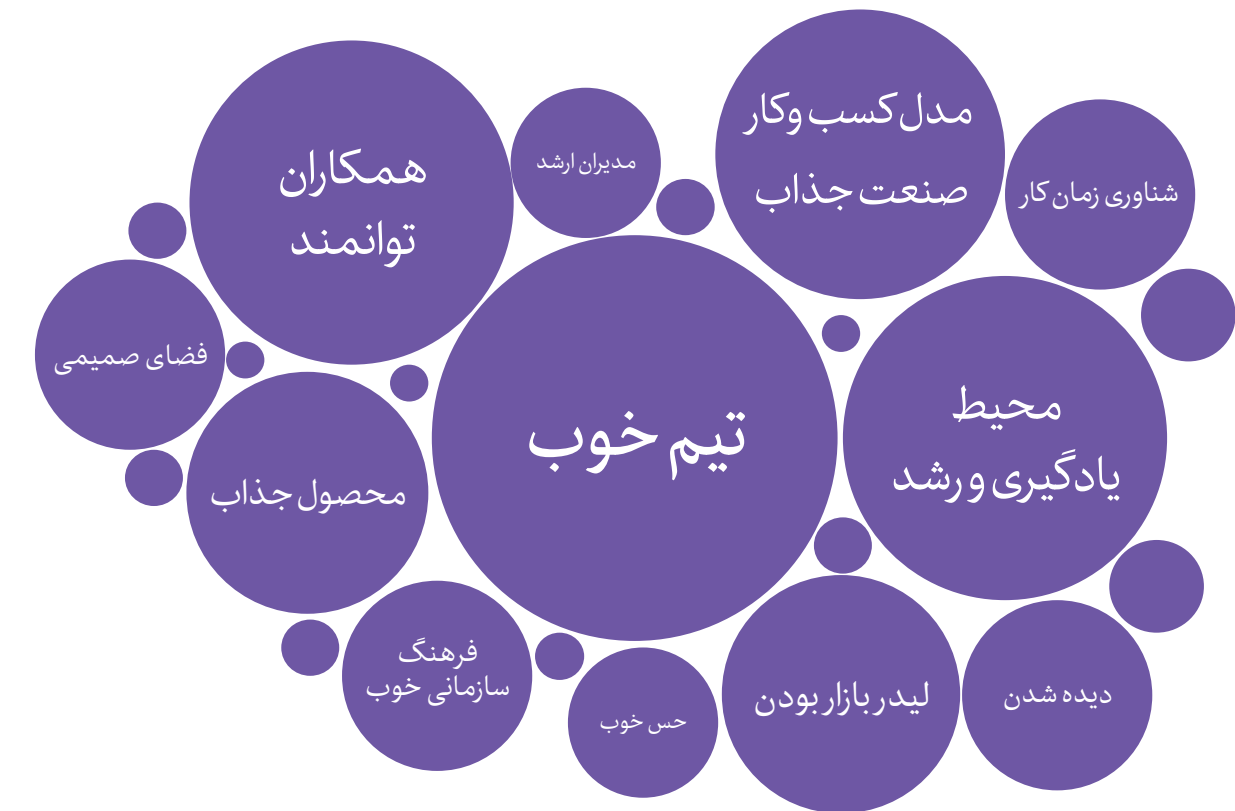 مدل کسب وکار
صنعت جذاب
شناوری زمان کار
مدیران ارشد
همکاران
توانمند
فضای صمیمی
محیط
یادگیری و رشد
تیم خوب
محصول جذاب
فرهنگ
سازمانی خوب
حس خوب
لیدر بازار بودن
دیده شدن